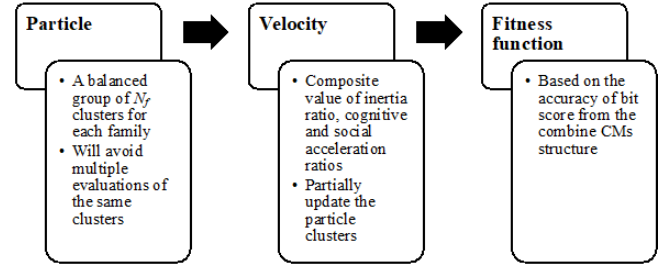 Particle
• A balanced
group of Nf
clusters for
each family
• Will avoid
multiple
evaluations of
the same
clusters
Velocity
• Composite
value of inertia
ratio, cognitive
and social
acceleration
ratios
• Partially
update the
particle
clusters
Fitness
function
• Based on the
accuracy of bit
score from the
combine CMs
structure